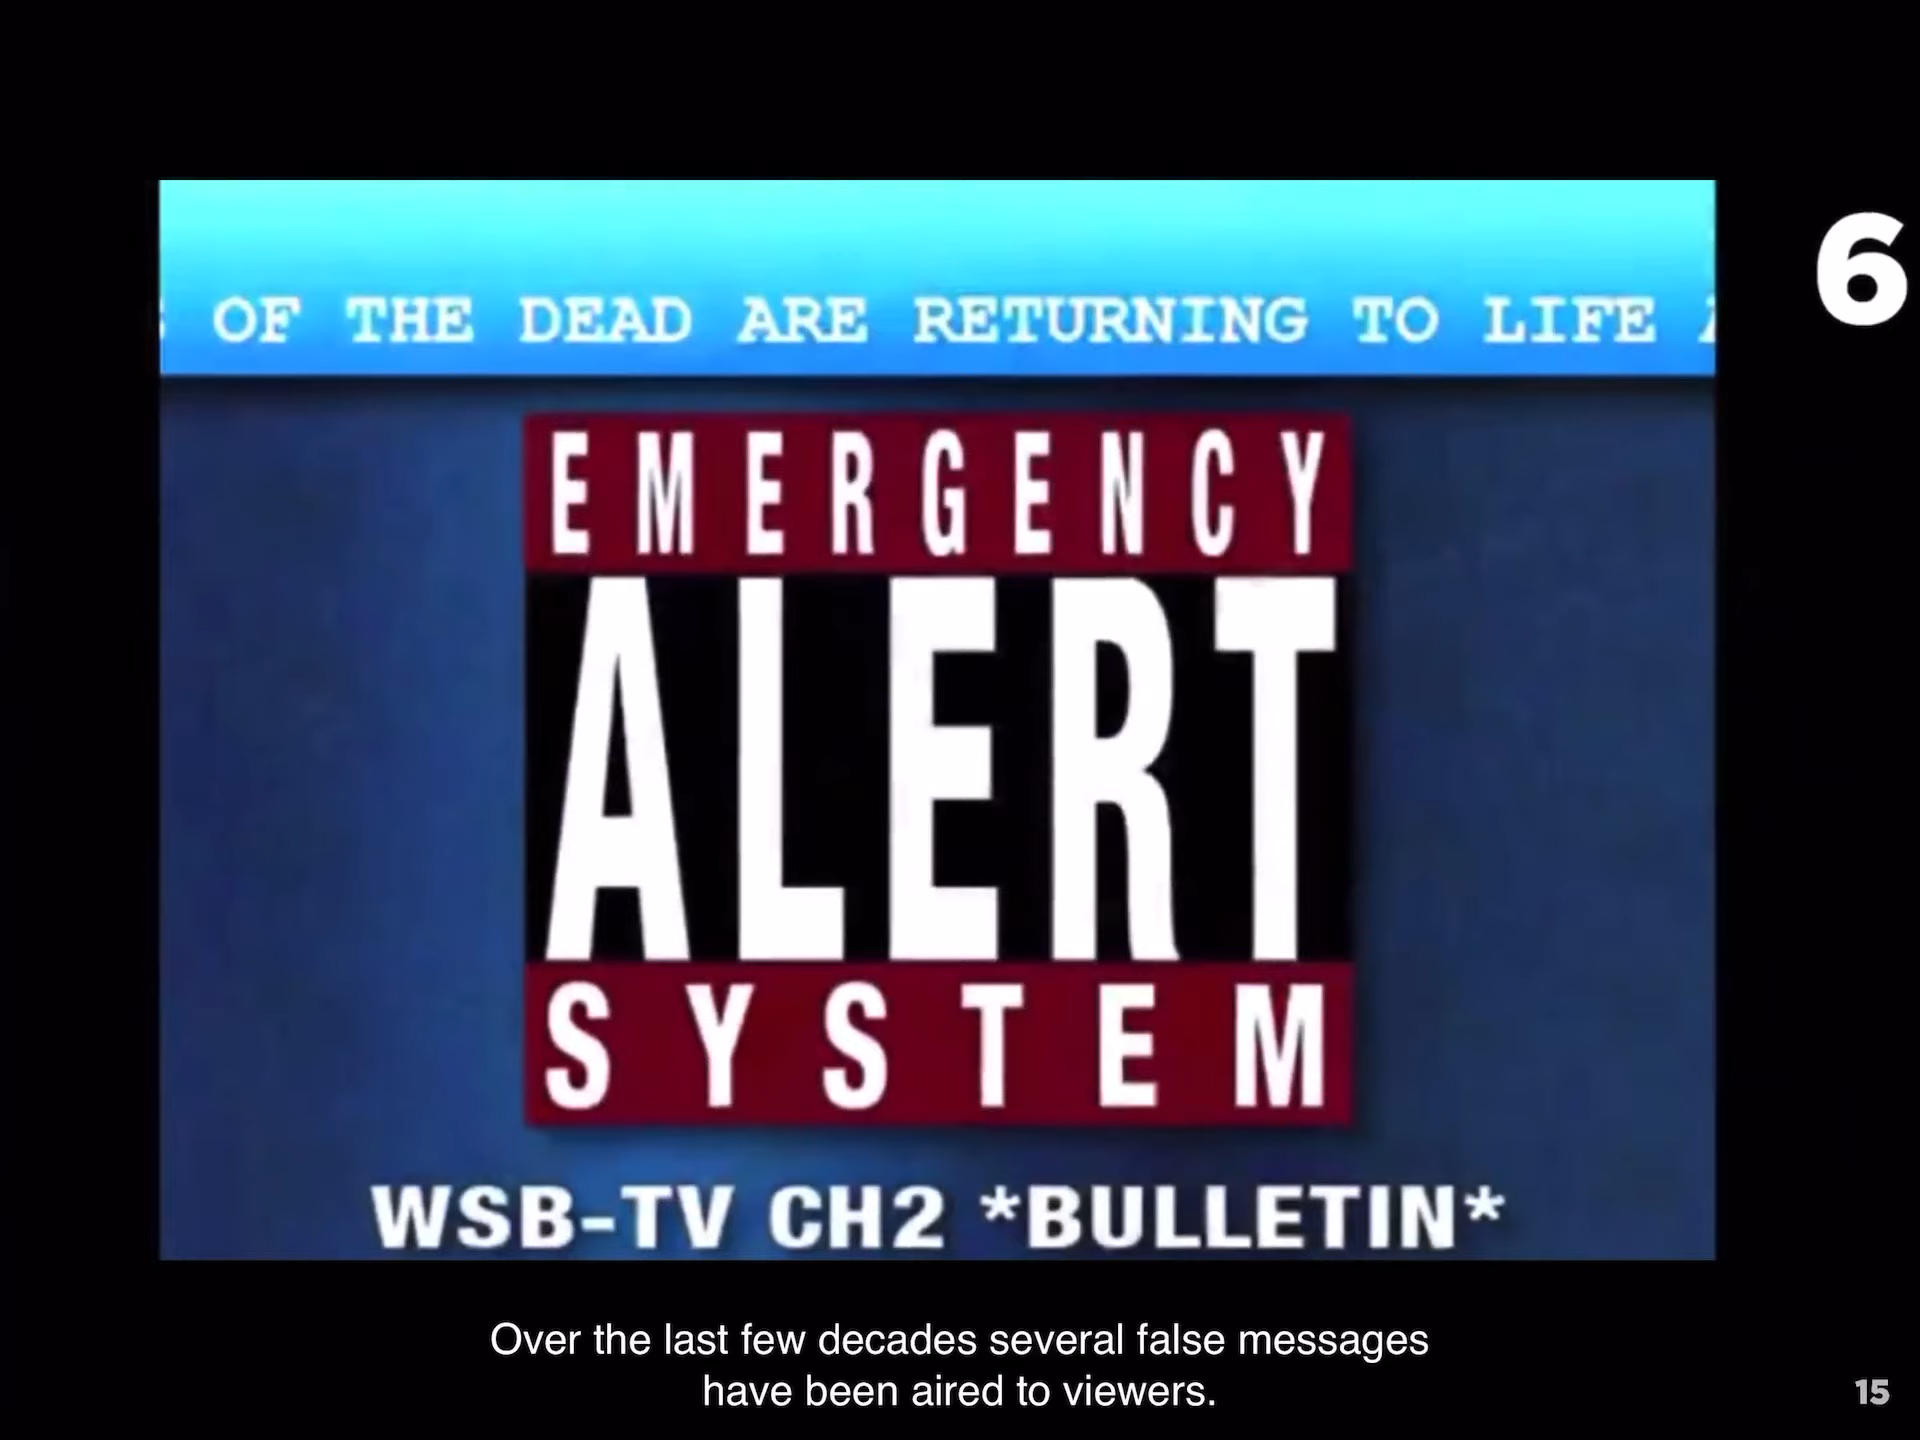 OF THE DEAD ARE RETURNING TO LIFE
6
EMERGENCY
ALERT
SYSTEM
WSB-TV CH2 *BULLETIN*
Over the last few decades several false messages
have been aired to viewers.
15